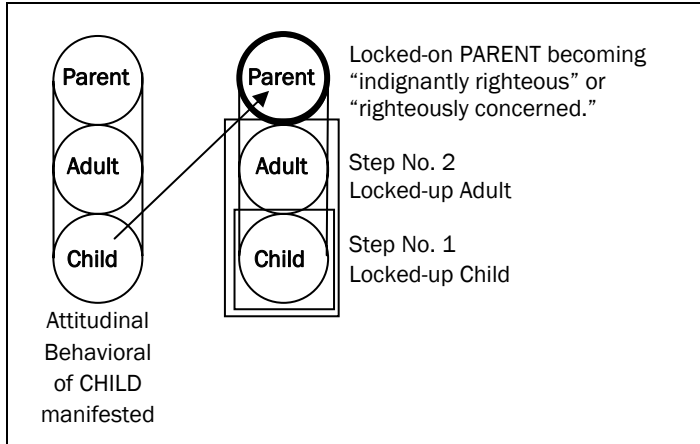 Parent
Adult
Child
Attitudinal
Behavioral
of CHILD
manifested
Parent
Adult
Child
Locked-on PARENT becoming
“indignantly righteous” or
“righteously concerned.”
Step No. 2
Locked-up Adult
Step No. 1
Locked-up Child